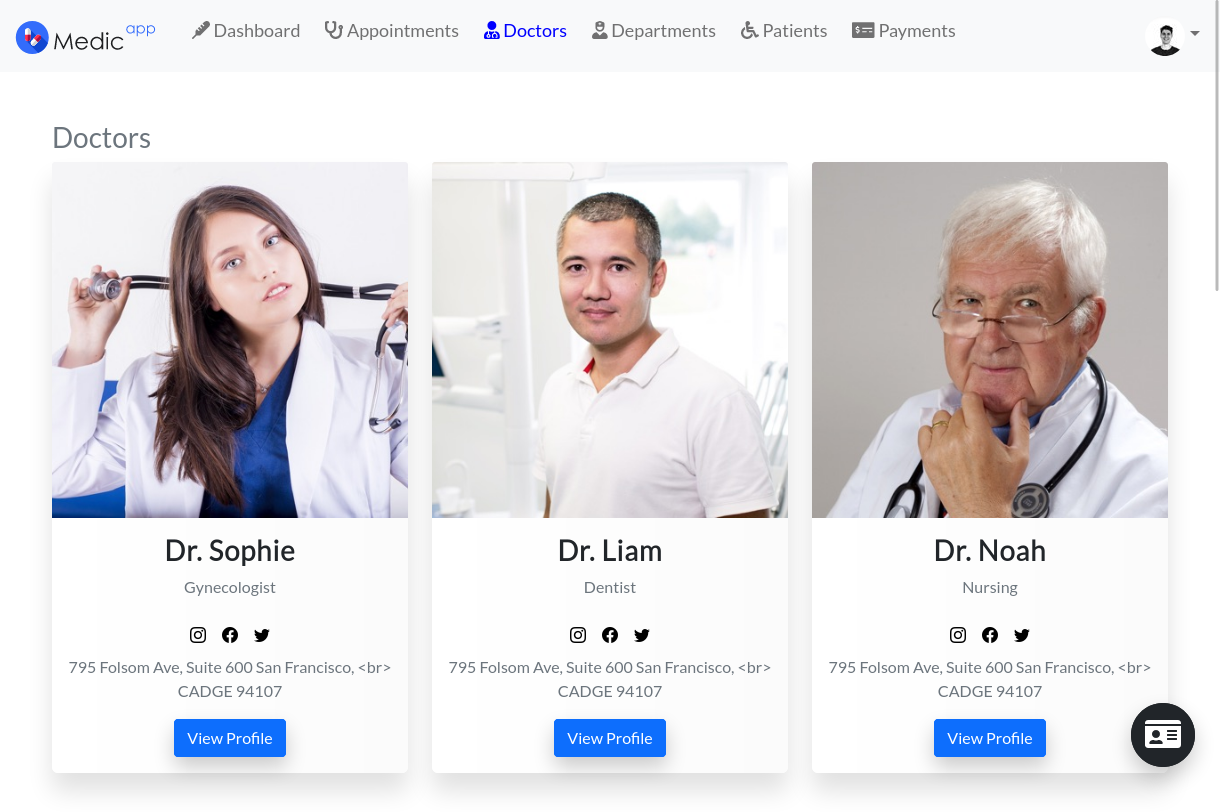 Medic app
Dashboard
Appointments
Doctors
Departments
Patients
Payments
Doctors
Dr. Sophie
Gynecologist
795 Folsom Ave, Suite 600 San Francisco, <br>
CADGE 94107
View Profile
Dr. Liam
Dentist
795 Folsom Ave, Suite 600 San Francisco, <br>
CADGE 94107
View Profile
Dr. Noah
Nursing
795 Folsom Ave, Suite 600 San Francisco, <br>
CADGE 94107
View Profile